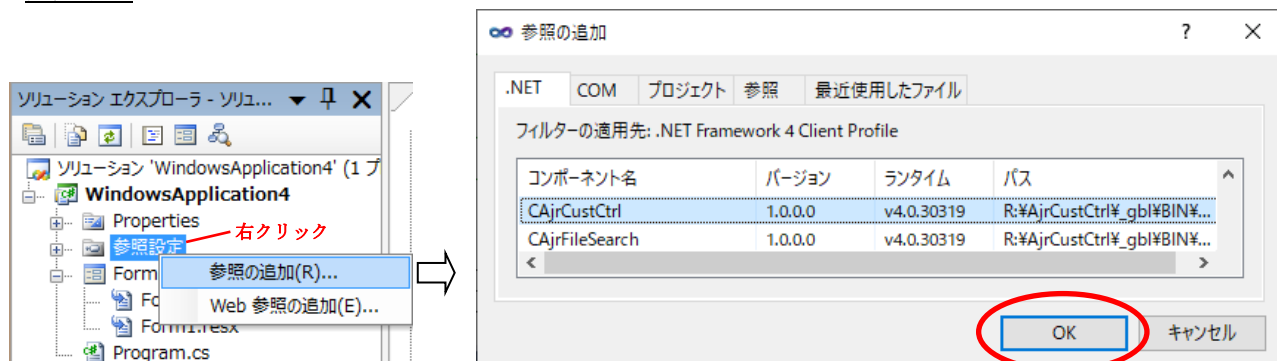 ソリューション エクスプローラ - ソリュ...
ソリューション 'WindowsApplication4' (1 プ
WindowsApplication4
Properties
参照設定
右クリック
Form
参照の追加(R)...
Fo
Web 参照の追加(E)...
Form1.resx
Program.cs
参照の追加
.NET COM プロジェクト 参照 最近使用したファイル
フィルターの適用先: .NET Framework 4 Client Profile
コンポーネント名 バージョン ランタイム パス
CAjrCustCtrl 1.0.0.0 v4.0.30319 R:¥AjrCustCtrl¥_gbl¥BIN¥...
CAjrFileSearch 1.0.0.0 v4.0.30319 R:¥AjrCustCtrl¥_gbl¥BIN¥...
OK キャンセル